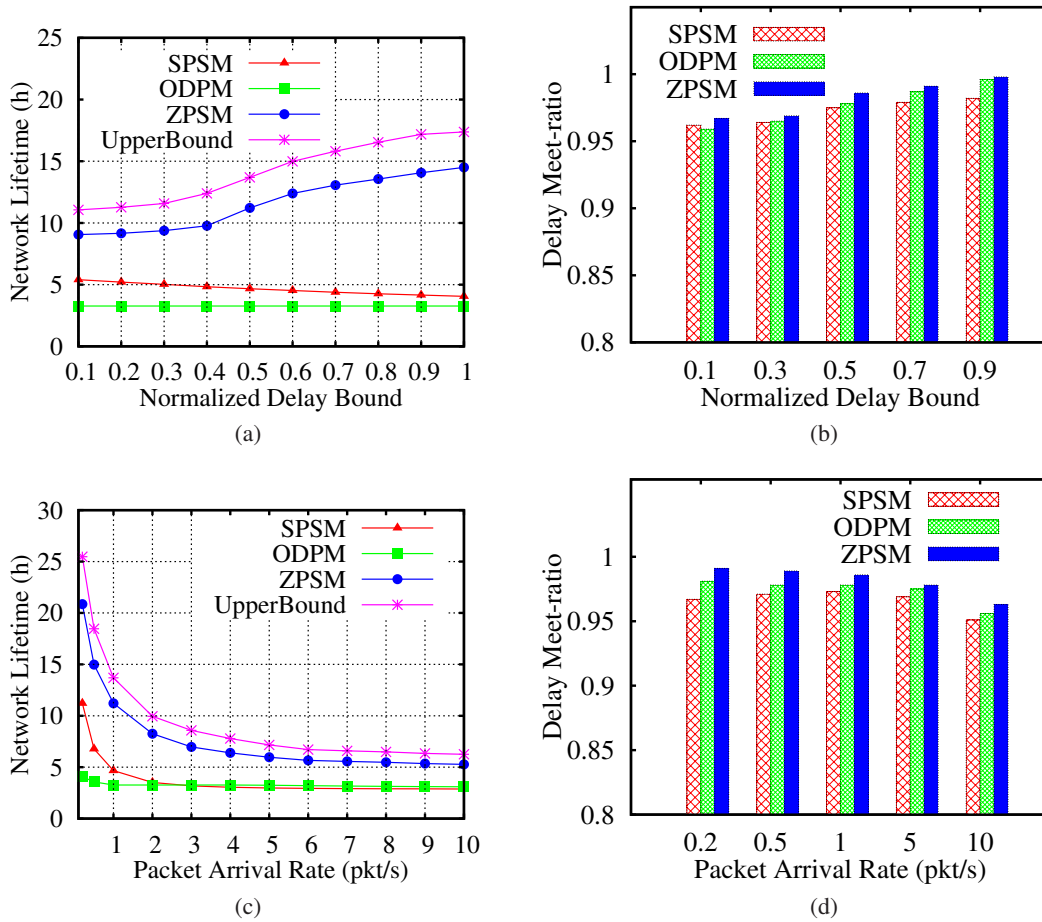 25
20
15
10
5
0
Network Lifetime (h)
SPSM
ODPM
ZPSM
UpperBound
0.1 0.2 0.3 0.4 0.5 0.6 0.7 0.8 0.9 1
Normalized Delay Bound
(a)
1
0.95
0.9
0.85
0.8
Delay Meet-ratio
SPSM
ODPM
ZPSM
0.1 0.3 0.5 0.7 0.9
Normalized Delay Bound
(b)
30
25
20
15
10
5
0
Network Lifetime (h)
SPSM
ODPM
ZPSM
UpperBound
1 2 3 4 5 6 7 8 9 10
Packet Arrival Rate (pkt/s)
(c)
1
0.95
0.9
0.85
0.8
Delay Meet-ratio
SPSM
ODPM
ZPSM
0.2 0.5 1 5 10
Packet Arrival Rate (pkt/s)
(d)